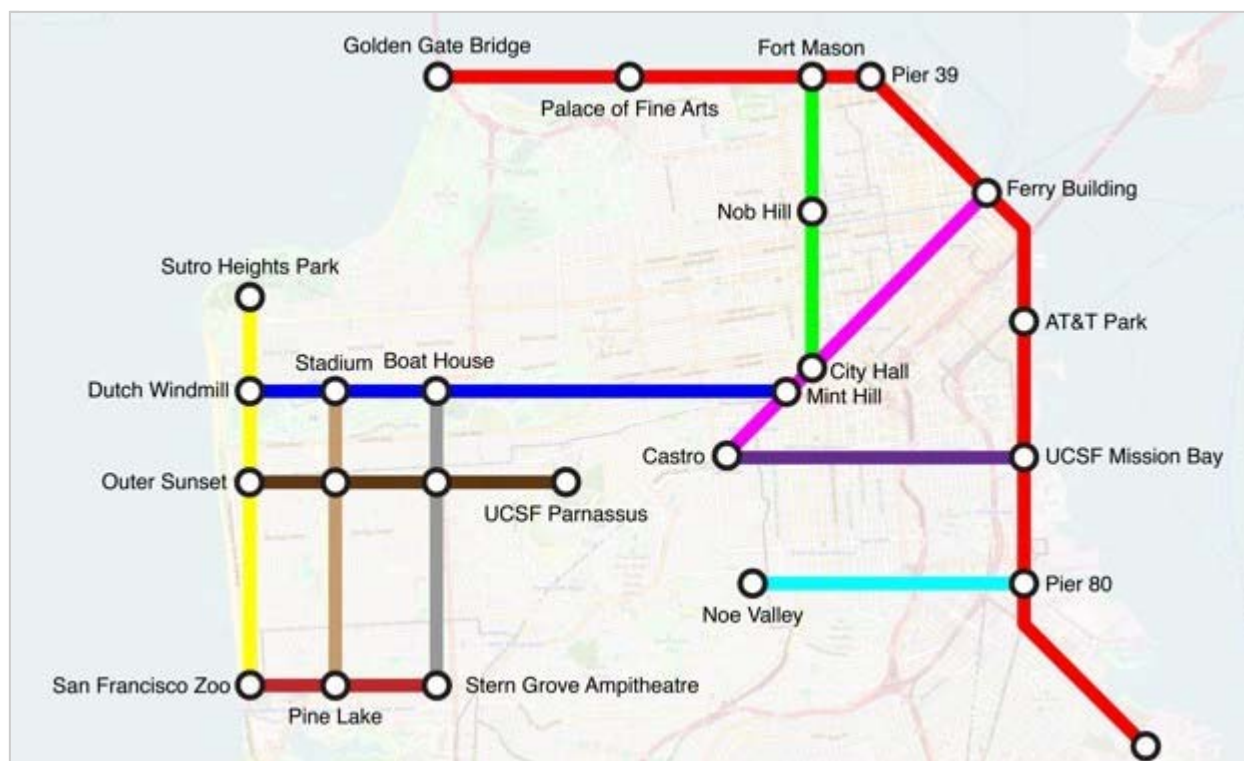 Golden Gate Bridge
Fort Mason
Pier 39
Palace of Fine Arts
Ferry Building
Nob Hill
Sutro Heights Park
AT&T Park
Stadium
Boat House
City Hall
Dutch Windmill
Mint Hill
Castro
UCSF Mission Bay
Outer Sunset
UCSF Parnassus
Pier 80
Noe Valley
San Francisco Zoo
Stern Grove Ampitheatre
Pine Lake